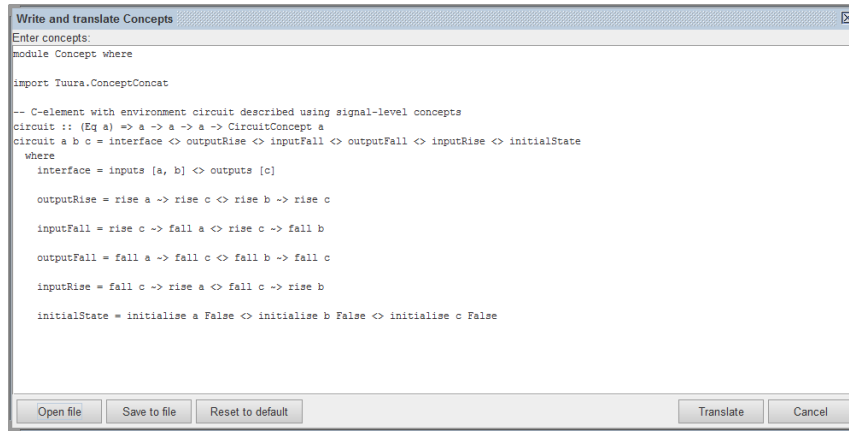 Write and translate Concepts
Enter concepts:
module Concept where
import Tuura.ConceptConcat
-- C-element with environment circuit described using signal-level concepts
circuit :: (Eq a) => a -> a -> a -> CircuitConcept a
circuit a b c = interface <> outputRise <> inputFall <> outputFall <> inputRise <> initialState
where
interface = inputs [a, b] <> outputs [c]
outputRise = rise a ~> rise c <> rise b ~> rise c
inputFall = rise c ~> fall a <> rise c ~> fall b
outputFall = fall a ~> fall c <> fall b ~> fall c
inputRise = fall c ~> rise a <> fall c ~> rise b
initialState = initialise a False <> initialise b False <> initialise c False
Open file Save to file Reset to default Translate Cancel